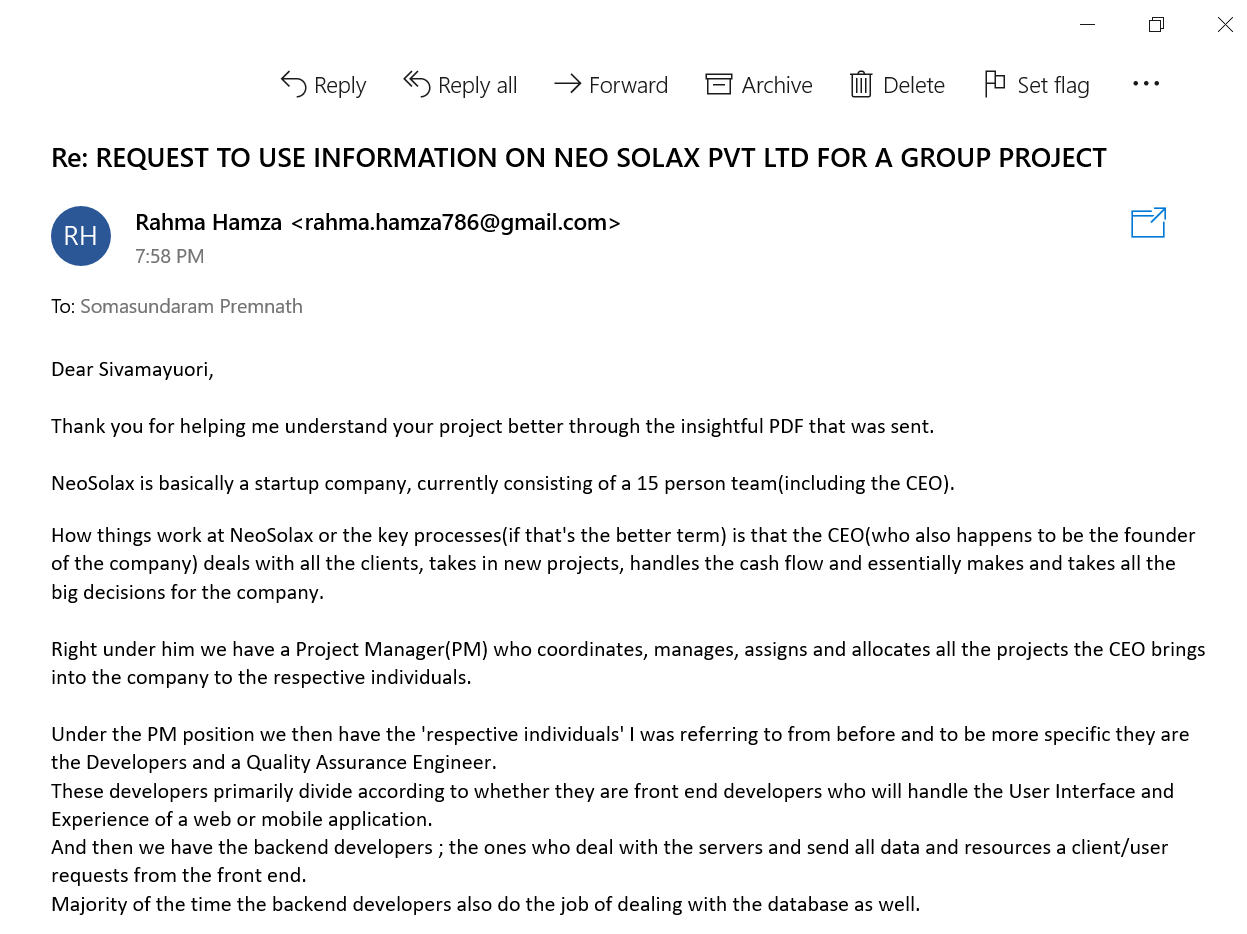 Reply Reply all Forward Archive Delete Set flag
Re: REQUEST TO USE INFORMATION ON NEO SOLAX PVT LTD FOR A GROUP PROJECT
RH
Rahma Hamza <rahma.hamza786@gmail.com>
7:58 PM
To: Somasundaram Premnath
Dear Sivamayuori,
Thank you for helping me understand your project better through the insightful PDF that was sent.
NeoSolax is basically a startup company, currently consisting of a 15 person team(including the CEO).
How things work at NeoSolax or the key processes(if that's the better term) is that the CEO(who also happens to be the founder
of the company) deals with all the clients, takes in new projects, handles the cash flow and essentially makes and takes all the
big decisions for the company.
Right under him we have a Project Manager(PM) who coordinates, manages, assigns and allocates all the projects the CEO brings
into the company to the respective individuals.
Under the PM position we then have the 'respective individuals' I was referring to from before and to be more specific they are
the Developers and a Quality Assurance Engineer.
These developers primarily divide according to whether they are front end developers who will handle the User Interface and
Experience of a web or mobile application.
And then we have the backend developers ; the ones who deal with the servers and send all data and resources a client/user
requests from the front end.
Majority of the time the backend developers also do the job of dealing with the database as well.